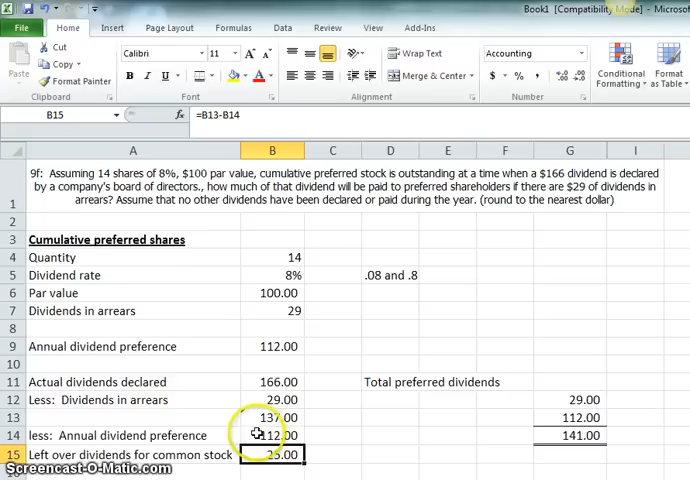 Book1 [Compatibility Mode] - Microsof
File Home Insert Page Layout Formulas Data Review View Add-Ins
Paste
Cut
Copy
Format Painter
Clipboard
Calibri 11 A A
B I U A
Font
Wrap Text
Merge & Center
Alignment
Accounting
$ % , .0 .00 .00 .0
Number
Conditional Formatting
Format as Table
B15 fx =B13-B14
A B C D E F G H I
1 9f: Assuming 14 shares of 8%, $100 par value, cumulative preferred stock is outstanding at a time when a $166 dividend is declared
by a company's board of directors., how much of that dividend will be paid to preferred shareholders if there are $29 of dividends in
arrears? Assume that no other dividends have been declared or paid during the year. (round to the nearest dollar)
2
3 Cumulative preferred shares
4 Quantity 14
5 Dividend rate 8% .08 and .8
6 Par value 100.00
7 Dividends in arrears 29
8
9 Annual dividend preference 112.00
10
11 Actual dividends declared 166.00 Total preferred dividends
12 Less: Dividends in arrears 29.00 29.00
13 137.00 112.00
14 less: Annual dividend preference 112.00 141.00
15 Left over dividends for common stock 25.00
Screencast-O-Matic.com